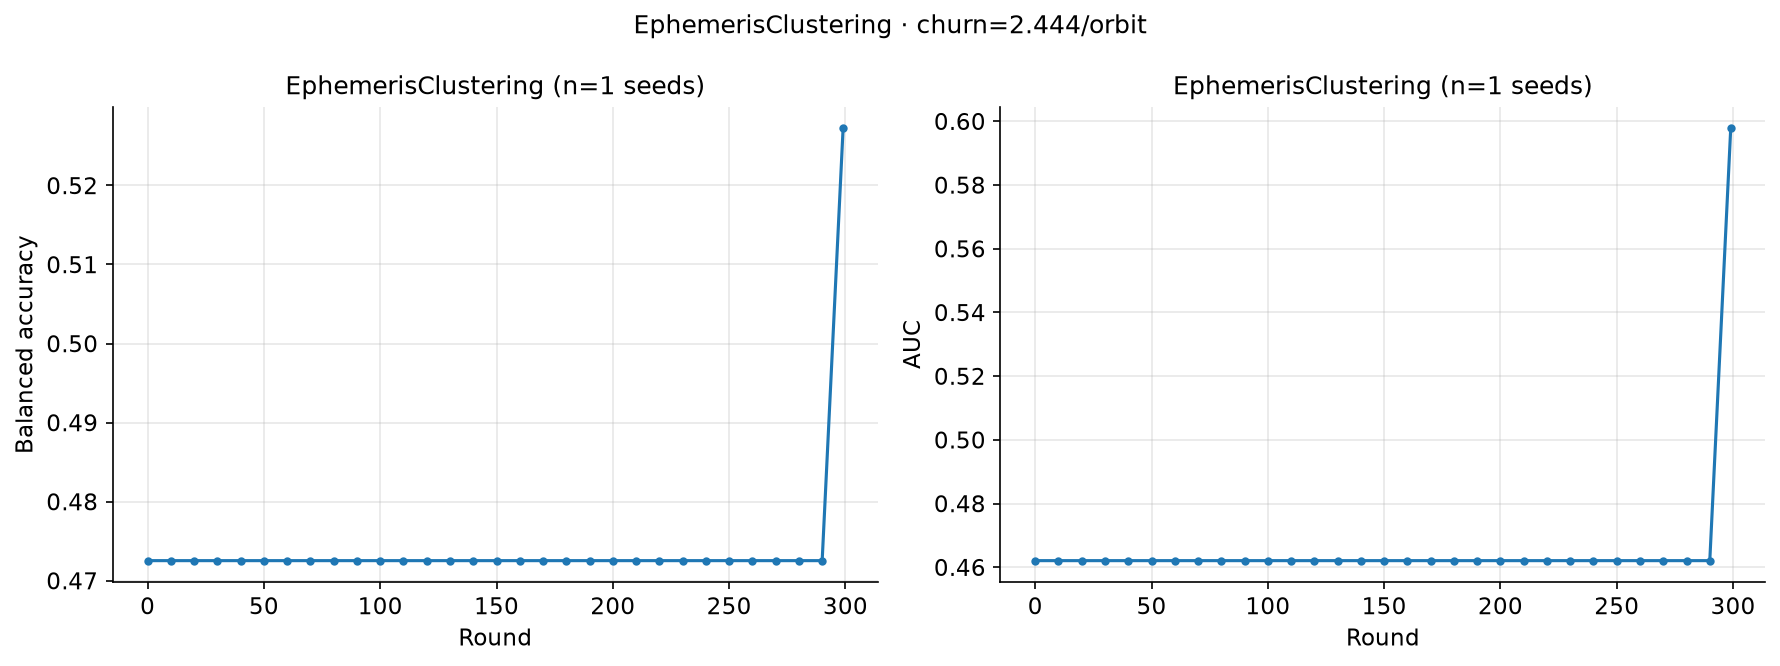 EphemerisClustering · churn=2.444/orbit
EphemerisClustering (n=1 seeds)
Balanced accuracy
0.52
0.51
0.50
0.49
0.48
0.47
0 50 100 150 200 250 300
Round
EphemerisClustering (n=1 seeds)
AUC
0.60
0.58
0.56
0.54
0.52
0.50
0.48
0.46
0 50 100 150 200 250 300
Round